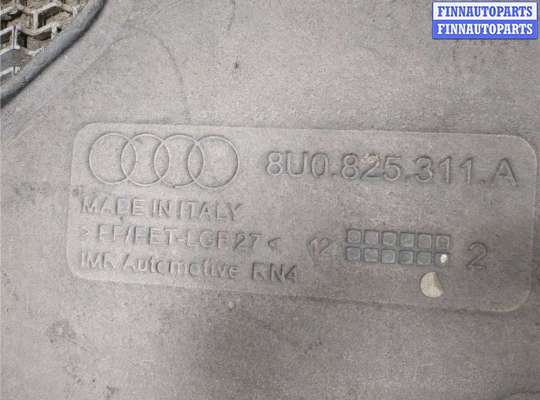 FINNAUTOPARTS
FINNAUTOPARTS
8U0.825.311.A
MADE IN ITALY
> PP/PET-LGF27 <
12 2
IMR Automotive RN4